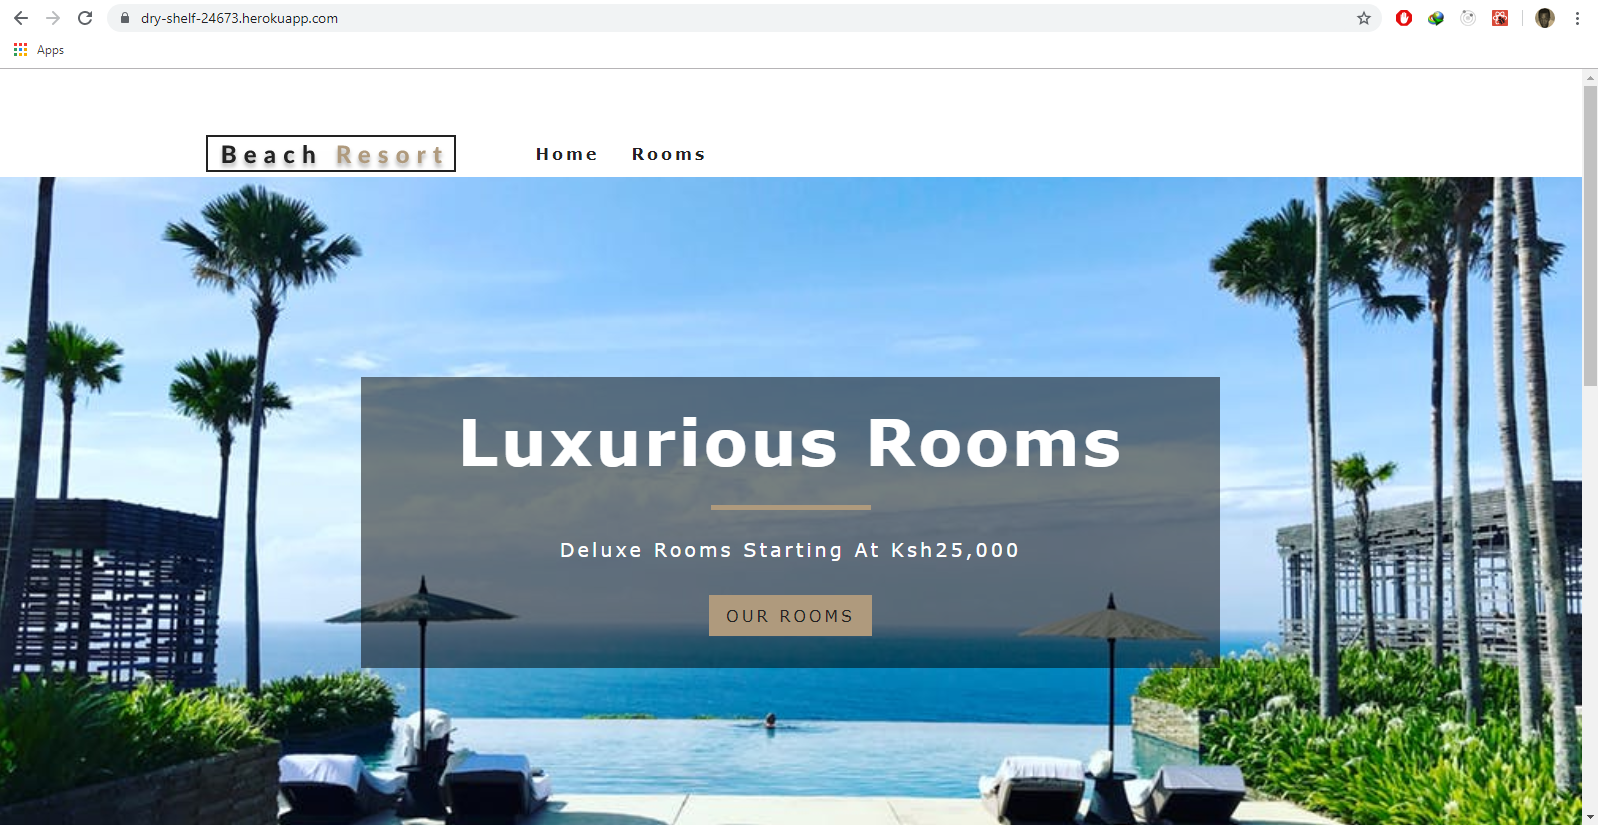 dry-shelf-24673.herokuapp.com
Apps
Beach Resort
Home Rooms
Luxurious Rooms
Deluxe Rooms Starting At Ksh25,000
OUR ROOMS